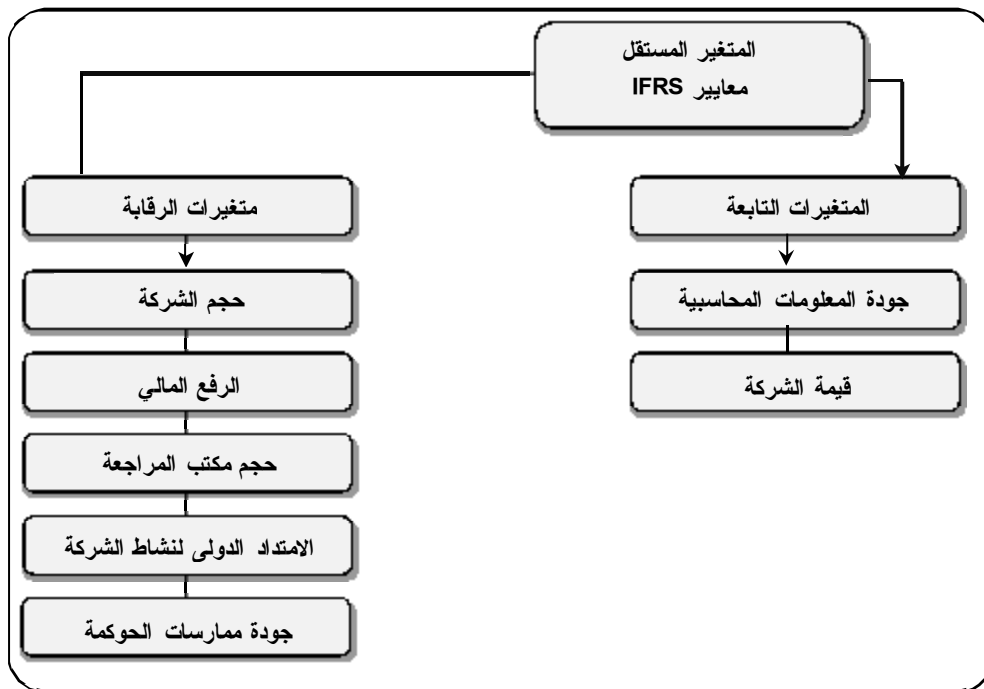 المتغير المستقل
معايير IFRS
المتغيرات التابعة
جودة المعلومات المحاسبية
قيمة الشركة
متغيرات الرقابة
حجم الشركة
الرفع المالي
حجم مكتب المراجعة
الامتداد الدولى لنشاط الشركة
جودة ممارسات الحوكمة